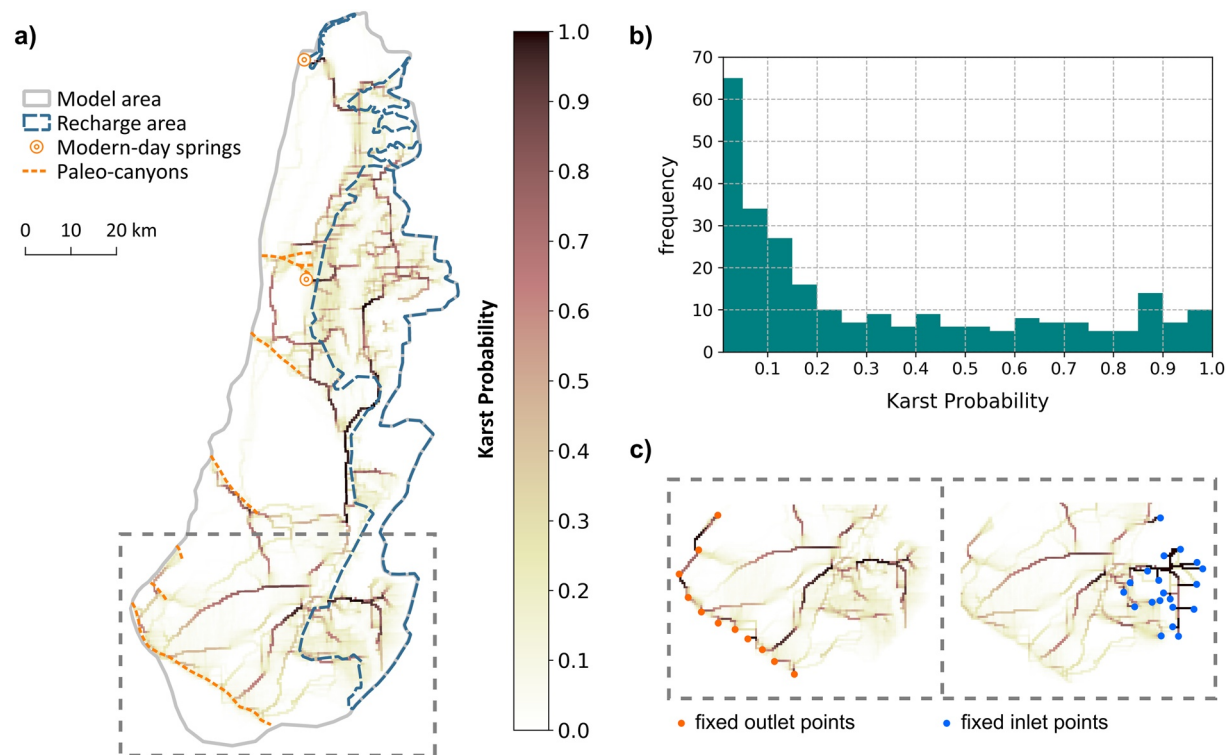 a)
Model area
Recharge area
Modern-day springs
Paleo-canyons
0 10 20 km
1.0
0.9
0.8
0.7
0.6
0.5
0.4
0.3
0.2
0.1
0.0
Karst Probability
b)
70
60
50
40
30
20
10
0
frequency
0.1 0.2 0.3 0.4 0.5 0.6 0.7 0.8 0.9 1.0
Karst Probability
c)
fixed outlet points
fixed inlet points